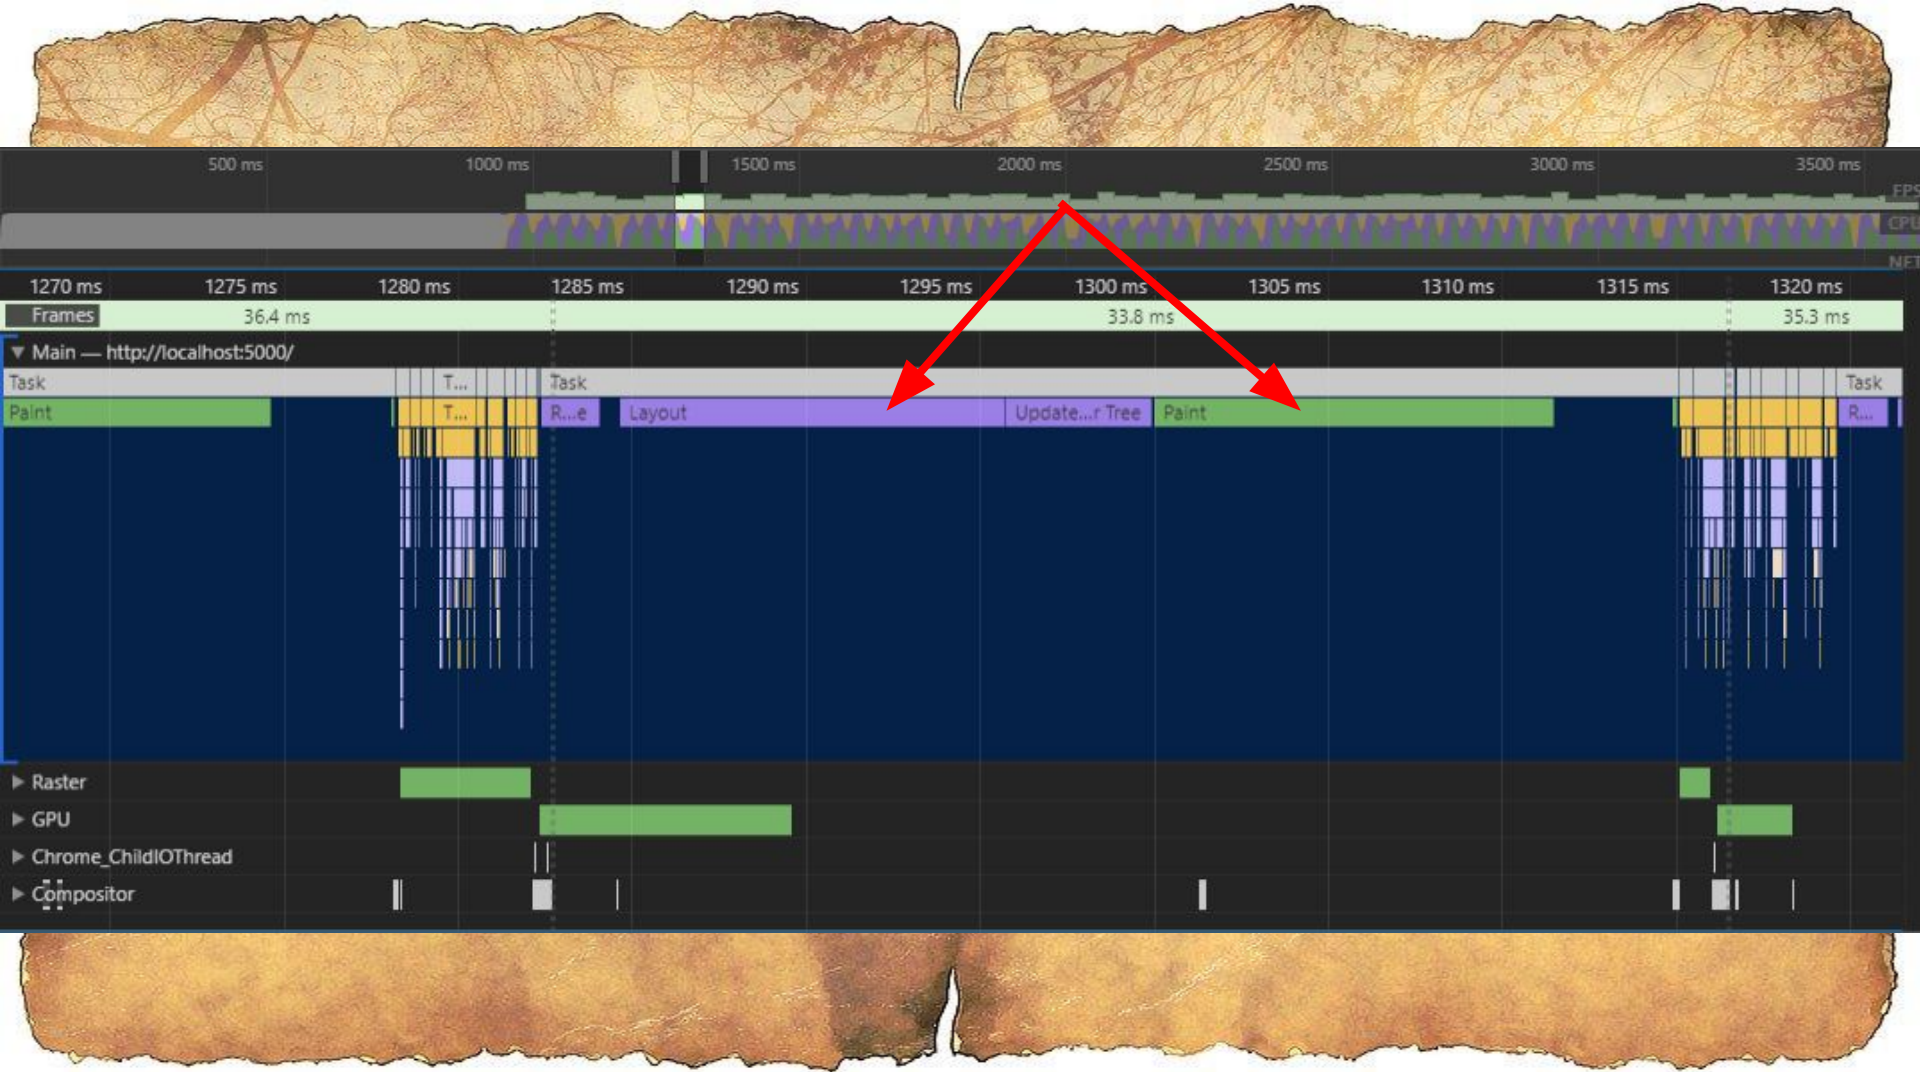 500 ms 1000 ms 1500 ms 2000 ms 2500 ms 3000 ms 3500 ms
FPS
CPU
NET
1270 ms 1275 ms 1280 ms 1285 ms 1290 ms 1295 ms 1300 ms 1305 ms 1310 ms 1315 ms 1320 ms
Frames 36.4 ms 33.8 ms 35.3 ms
▼ Main — http://localhost:5000/
Task T... Task Task
Paint T... R...e Layout Update...r Tree Paint R...
▶ Raster
▶ GPU
▶ Chrome_ChildIOThread
▶ Compositor